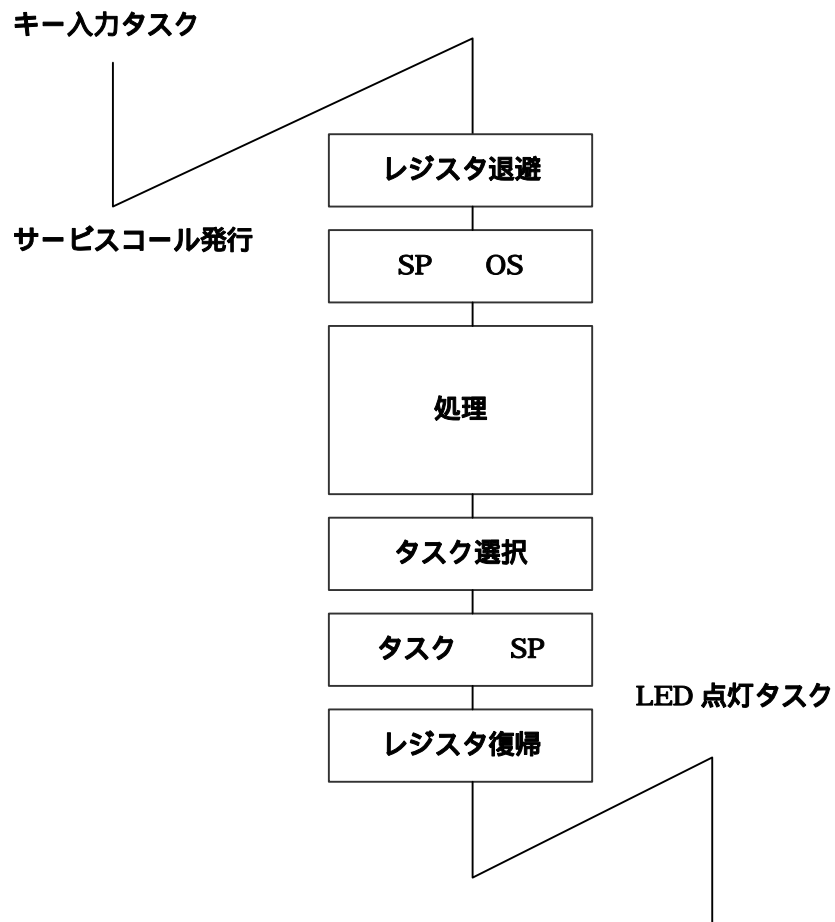 キー入力タスク
レジスタ退避
サービスコール発行
SP OS
処理
タスク選択
タスク SP
LED 点灯タスク
レジスタ復帰